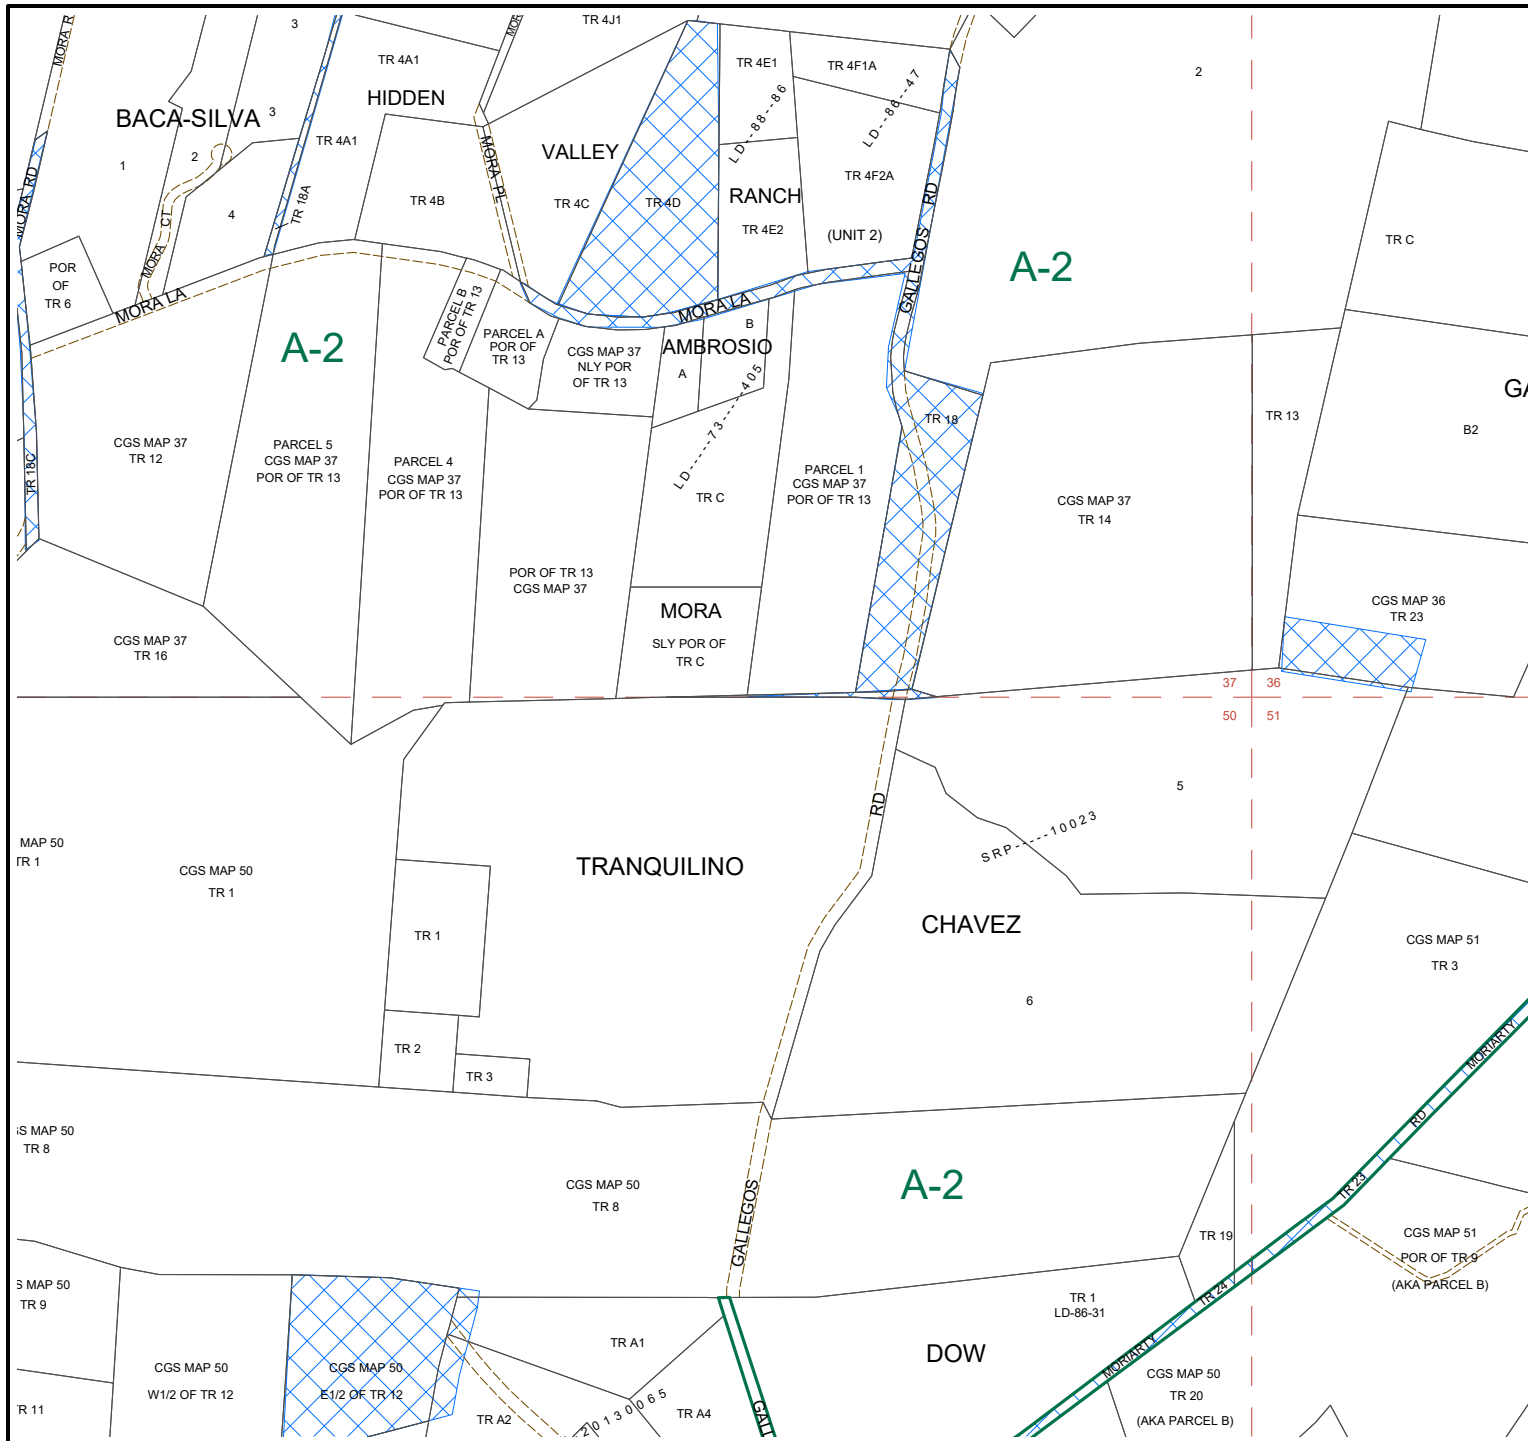 MORA R
3
TR 4J1
MOR
TR 4A1
HIDDEN
TR 4E1
TR 4F1A
2
BACA-SILVA
3
LD--88--86
LD--86--47
TR 4A1
MORA PL
VALLEY
1
2
MORA RD
TR 18A
TR 4B
TR 4C
TR 4D
RANCH
TR 4F2A
4
TR 4E2
(UNIT 2)
GALLEGOS RD
TR C
A-2
POR
OF
TR 6
MORA CT
MORA LA
MORA LA
PARCEL B
POR OF TR 13
PARCEL A
POR OF
TR 13
CGS MAP 37
NLY POR
OF TR 13
B
AMBROSIO
A
A-2
GA
LD-----73-----405
TR 18
TR 13
B2
CGS MAP 37
TR 12
PARCEL 5
CGS MAP 37
POR OF TR 13
PARCEL 4
CGS MAP 37
POR OF TR 13
PARCEL 1
CGS MAP 37
POR OF TR 13
TR 18C
TR C
CGS MAP 37
TR 14
POR OF TR 13
CGS MAP 37
CGS MAP 36
TR 23
MORA
SLY POR OF
TR C
CGS MAP 37
TR 16
37 36
50 51
5
RD
SRP-----10023
MAP 50
TR 1
CGS MAP 50
TR 1
TRANQUILINO
CHAVEZ
TR 1
CGS MAP 51
TR 3
6
TR 2
TR 3
MORIARTY
RD
GS MAP 50
TR 8
CGS MAP 50
TR 8
A-2
TR 23
GALLEGOS
TR 19
CGS MAP 51
POR OF TR 9
(AKA PARCEL B)
S MAP 50
TR 9
TR 1
LD-86-31
TR 24
TR A1
DOW
MORIARTY
CGS MAP 50
W1/2 OF TR 12
CGS MAP 50
E1/2 OF TR 12
CGS MAP 50
TR 20
(AKA PARCEL B)
TR 11
TR A2
20130065
TR A4
GALL